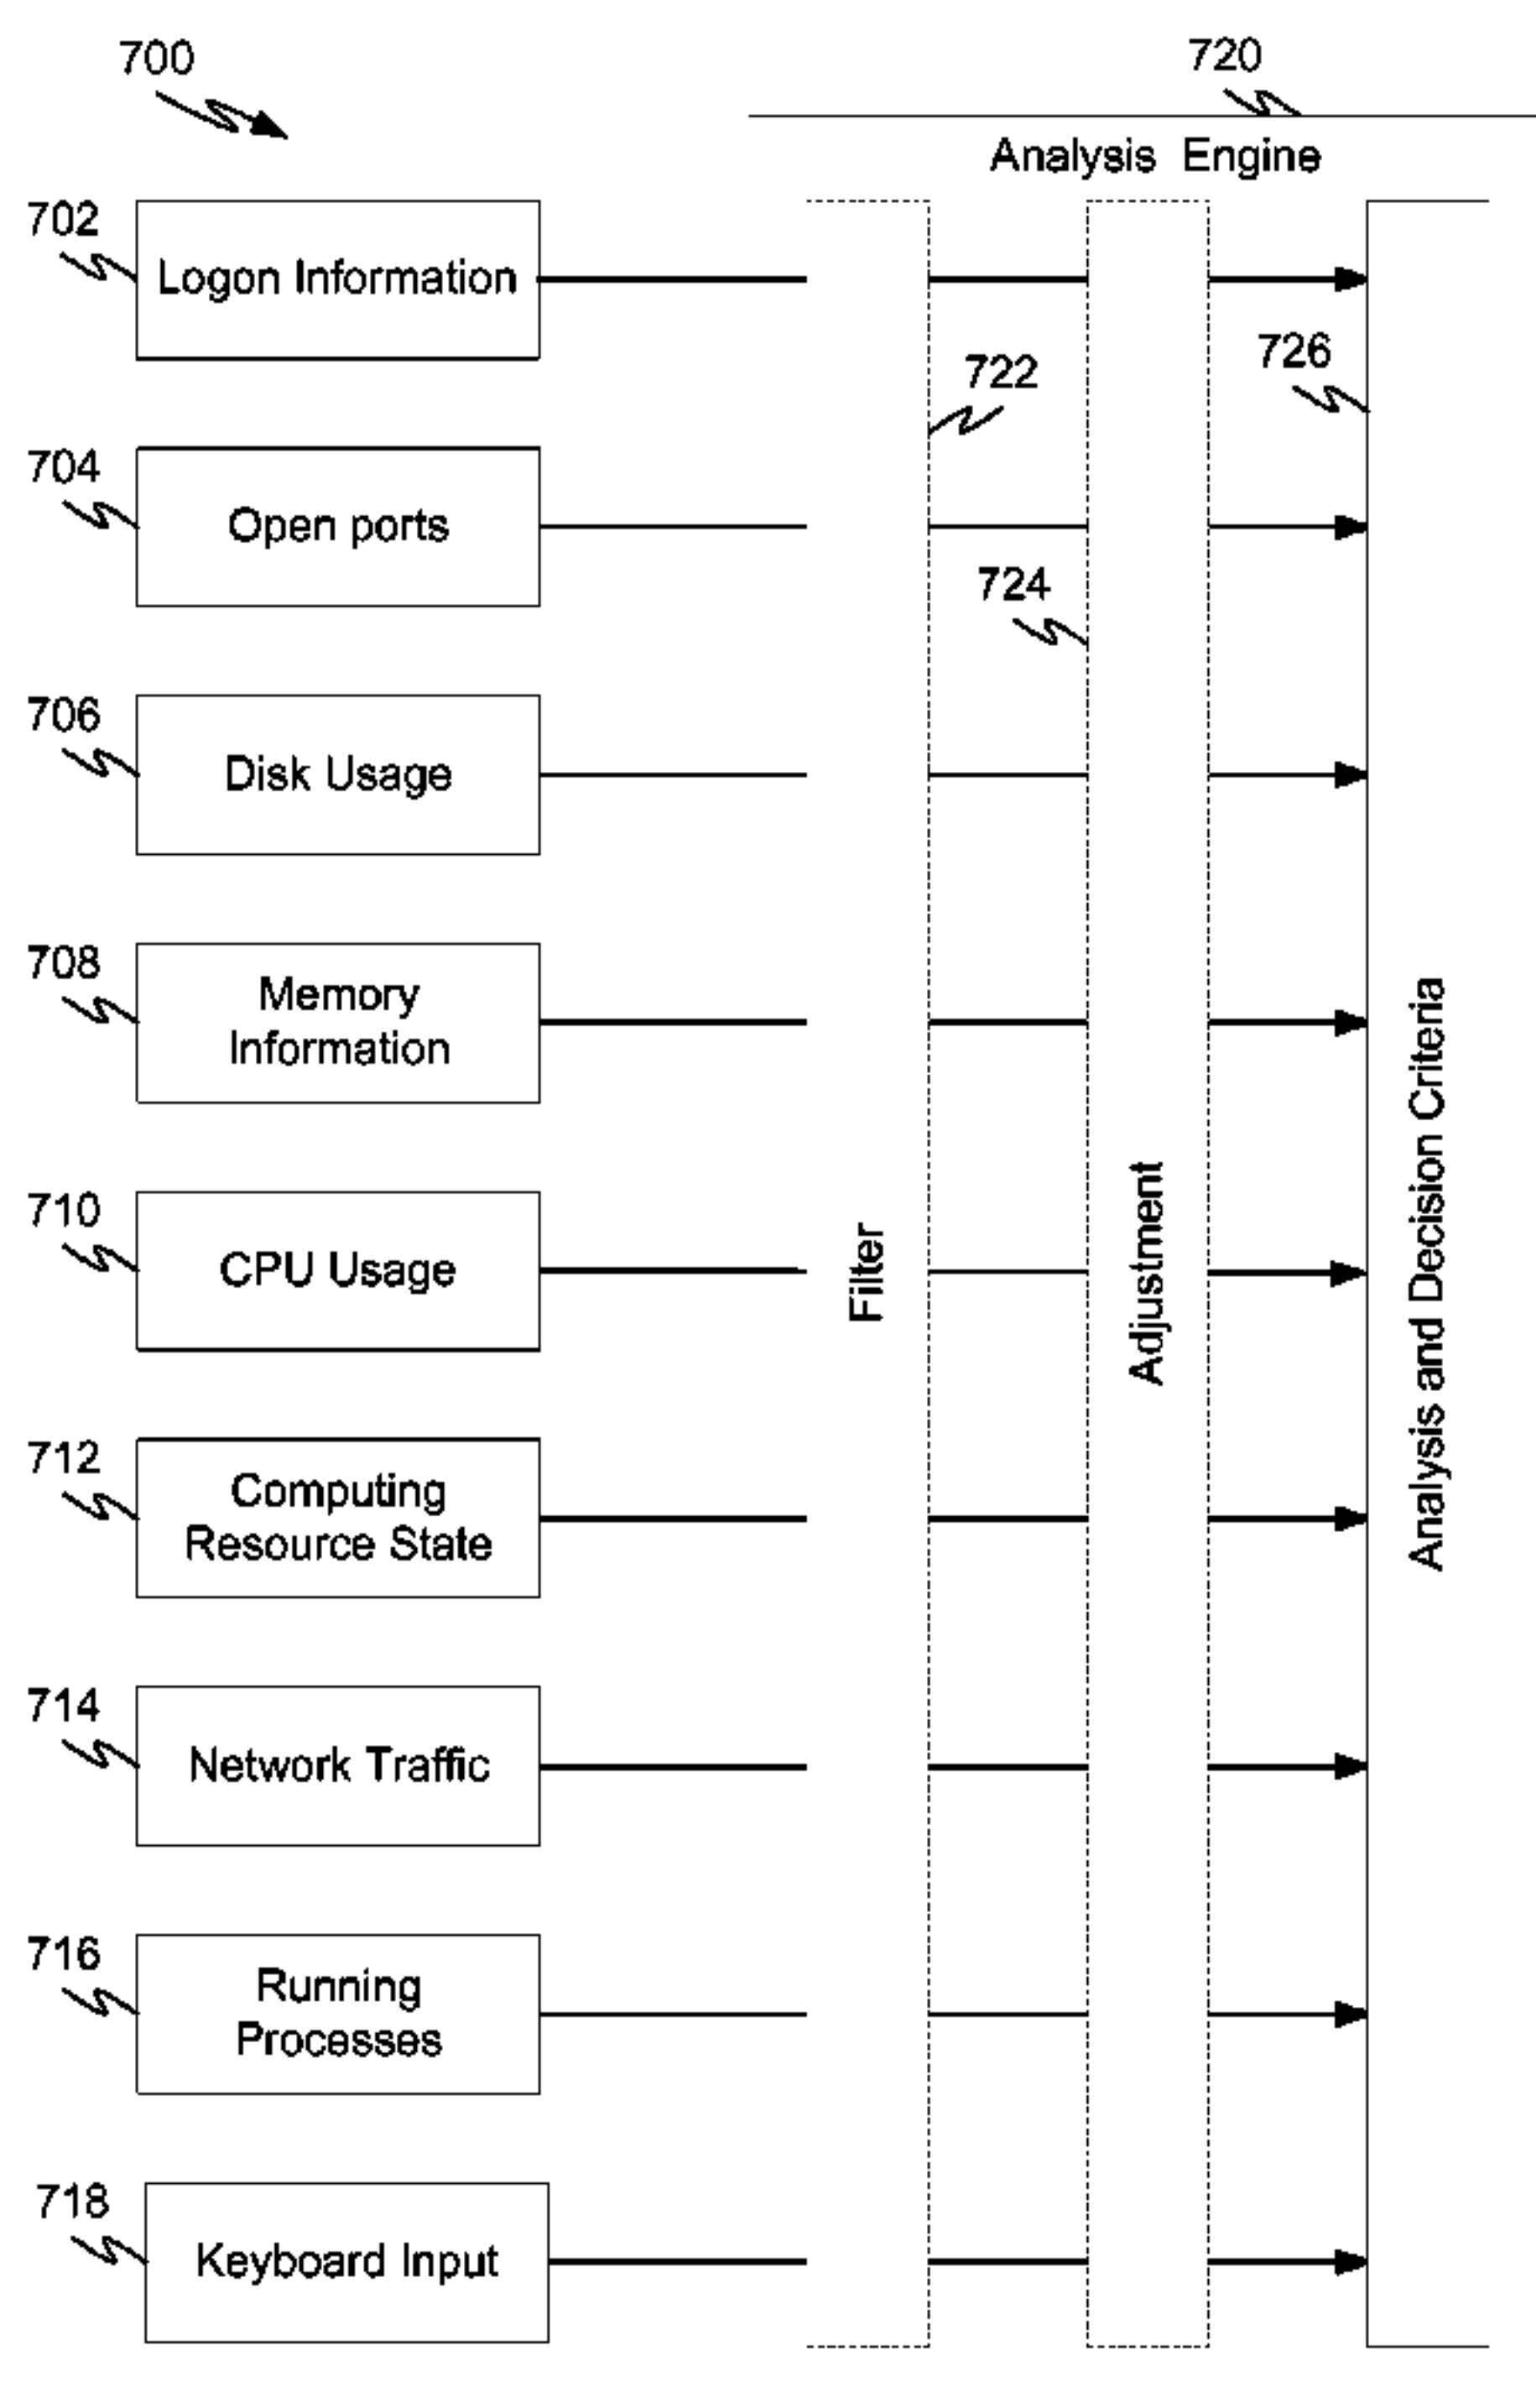 700
720
Analysis Engine
702
Logon Information
726
722
704
Open ports
724
706
Disk Usage
708
Memory
Information
710
CPU Usage
Filter
Adjustment
Analysis and Decision Criteria
712
Computing
Resource State
714
Network Traffic
716
Running
Processes
718
Keyboard Input